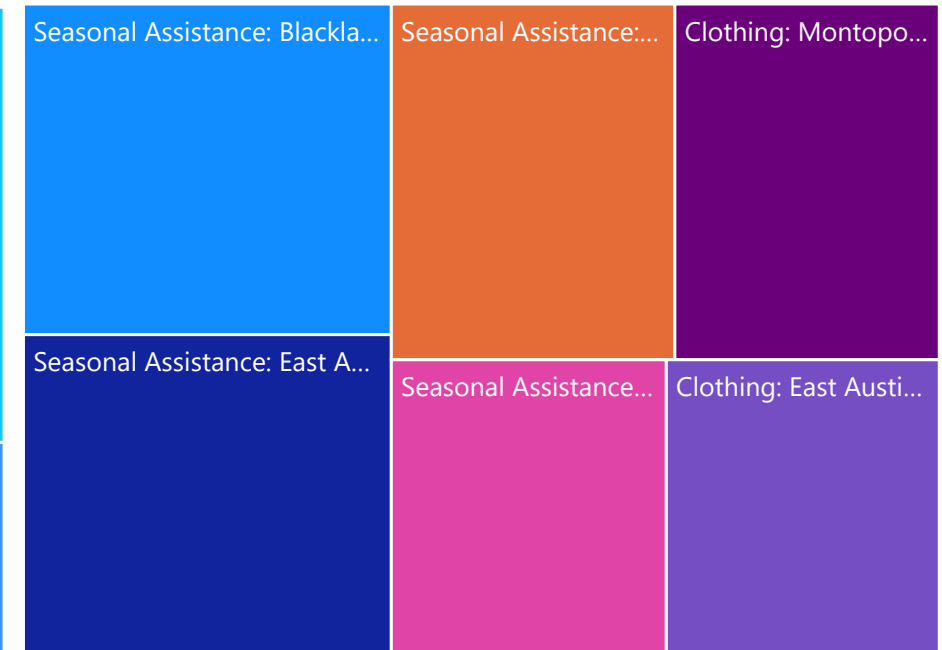 Seasonal Assistance: Blackla...
Seasonal Assistance:...
Clothing: Montopo...
Seasonal Assistance: East A...
Seasonal Assistance...
Clothing: East Austi...